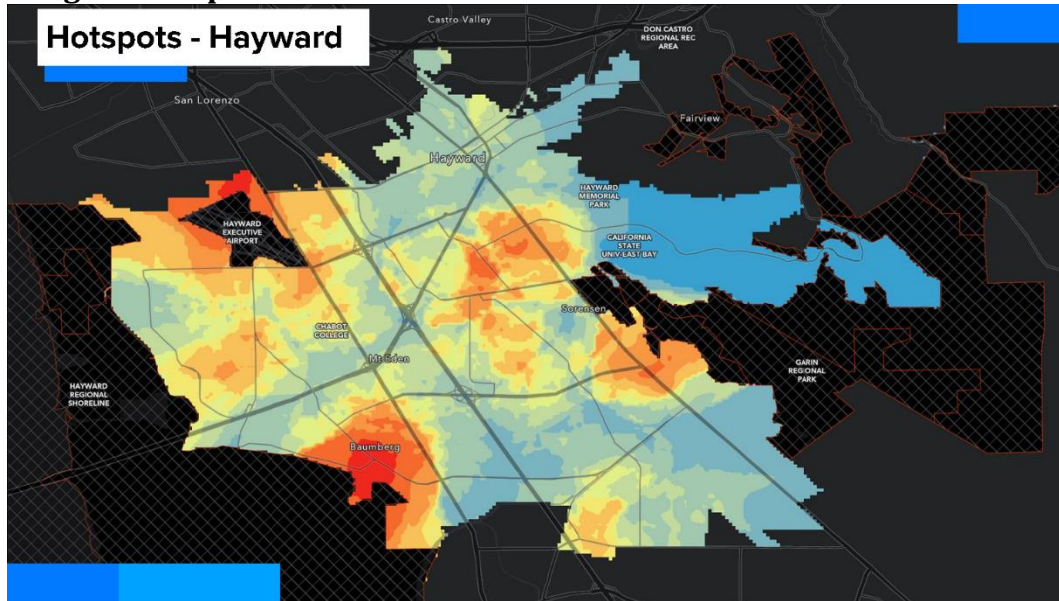 Hotspots - Hayward
Castro Valley
DON CASTRO
REGIONAL REC
AREA
San Lorenzo
Fairview
Hayward
HAYWARD
MEMORIAL
PARK
HAYWARD
EXECUTIVE
AIRPORT
CALIFORNIA
STATE
UNIV-EAST BAY
Sorensen
CHABOT
COLLEGE
Mt Eden
GARIN
REGIONAL
PARK
HAYWARD
REGIONAL
SHORELINE
Baumberg